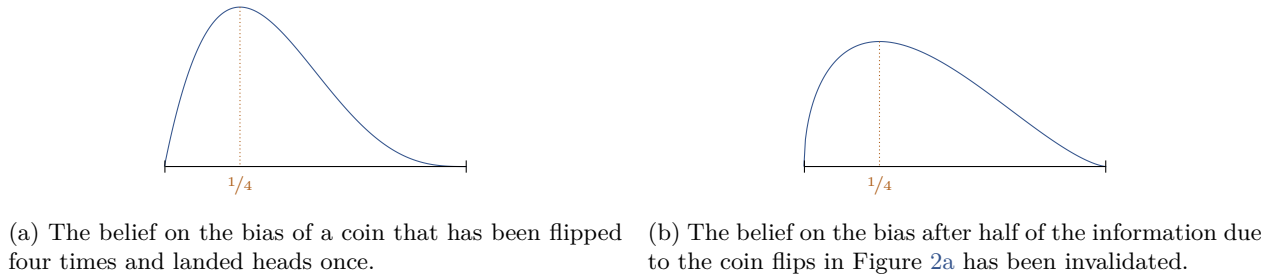 1/4
1/4
(a) The belief on the bias of a coin that has been flipped
four times and landed heads once.
(b) The belief on the bias after half of the information due
to the coin flips in Figure 2a has been invalidated.